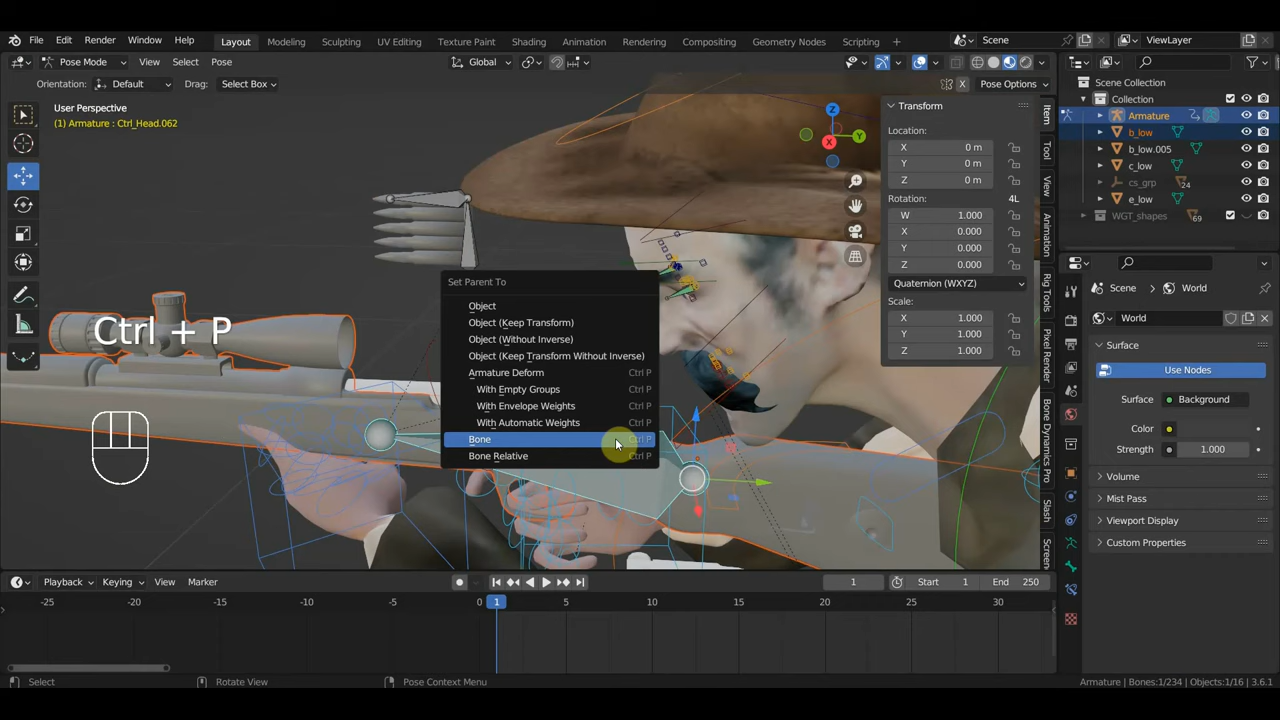 File Edit Render Window Help Layout Modeling Sculpting UV Editing Texture Paint Shading Animation Rendering Compositing Geometry Nodes Scripting + Scene ViewLayer
Pose Mode View Select Pose Global
Orientation: Default Drag: Select Box X Pose Options
User Perspective
(1) Armature : Ctrl_Head.062
Ctrl + P
Set Parent To
Object
Object (Keep Transform)
Object (Without Inverse)
Object (Keep Transform Without Inverse)
Armature Deform Ctrl P
With Empty Groups Ctrl P
With Envelope Weights Ctrl P
With Automatic Weights Ctrl P
Bone Ctrl P
Bone Relative Ctrl P
Z
Y
X
Transform
Location:
X 0 m
Y 0 m
Z 0 m
Rotation: 4L
W 1.000
X 0.000
Y 0.000
Z 0.000
Quaternion (WXYZ)
Scale:
X 1.000
Y 1.000
Z 1.000
Item
Tool
View
Animation
Rig Tools
Pixel Render
Bone Dynamics Pro
Slash
Screen
Scene Collection
Collection
Armature
b_low
b_low.005
c_low
cs_grp 24
e_low
WGT_shapes 69
Scene World
World
Surface
Use Nodes
Surface Background
Color
Strength 1.000
Volume
Mist Pass
Viewport Display
Custom Properties
Playback Keying View Marker 1 Start 1 End 250
-25 -20 -15 -10 -5 0 1 5 10 15 20 25 30
Select Rotate View Pose Context Menu Armature | Bones:1/234 | Objects:1/16 | 3.6.1